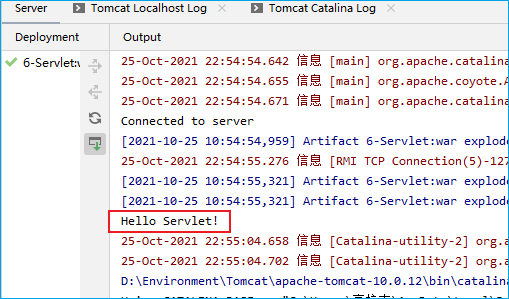 Server Tomcat Localhost Log Tomcat Catalina Log
Deployment Output
6-Servlet:w
25-Oct-2021 22:54:54.642 信息 [main] org.apache.catalina
25-Oct-2021 22:54:54.655 信息 [main] org.apache.coyote.A
25-Oct-2021 22:54:54.671 信息 [main] org.apache.catalina
Connected to server
[2021-10-25 10:54:54,959] Artifact 6-Servlet:war explode
25-Oct-2021 22:54:55.276 信息 [RMI TCP Connection(5)-127
[2021-10-25 10:54:55,321] Artifact 6-Servlet:war explode
[2021-10-25 10:54:55,321] Artifact 6-Servlet:war explode
Hello Servlet!
25-Oct-2021 22:55:04.658 信息 [Catalina-utility-2] org.a
25-Oct-2021 22:55:04.702 信息 [Catalina-utility-2] org.a
D:\Environment\Tomcat\apache-tomcat-10.0.12\bin\catalina